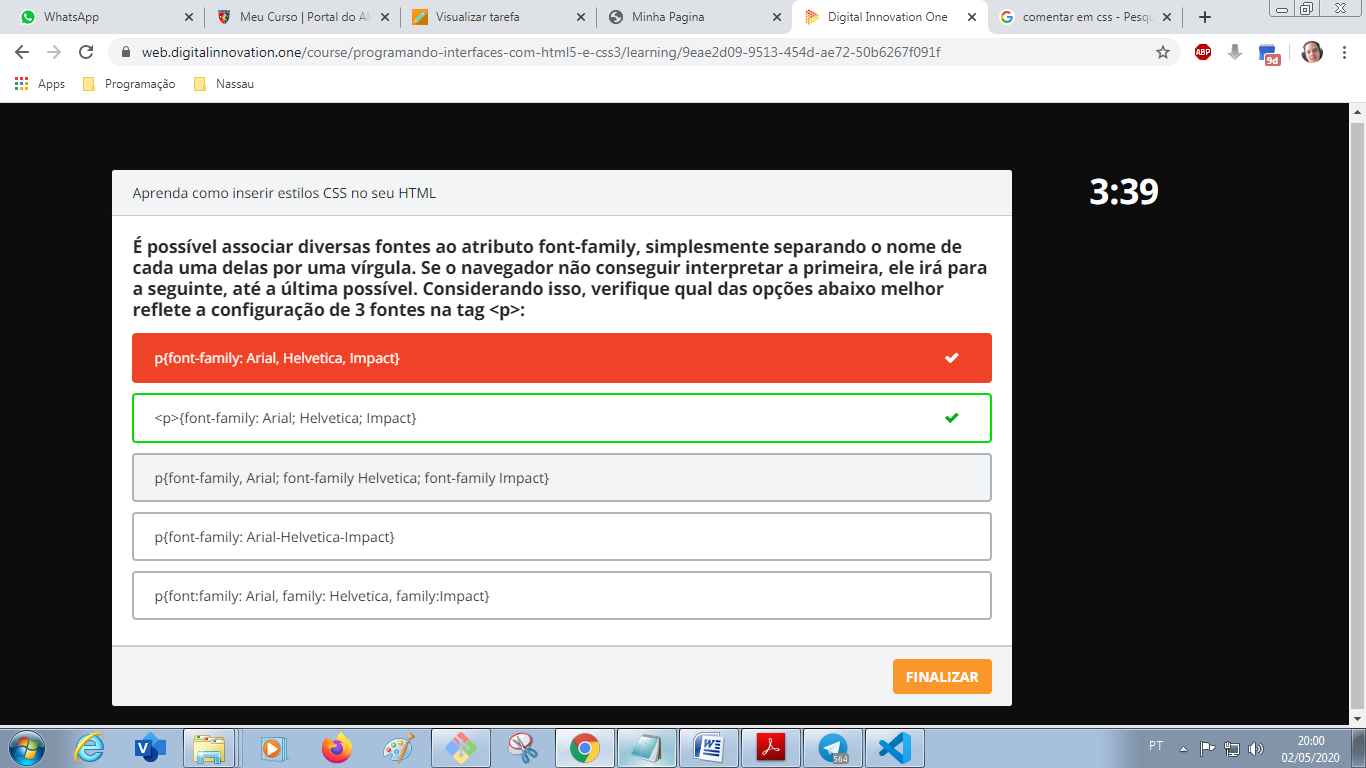 WhatsApp
Meu Curso | Portal do Al
Visualizar tarefa
Minha Pagina
Digital Innovation One
comentar em css - Pesqu
web.digitalinnovation.one/course/programando-interfaces-com-html5-e-css3/learning/9eae2d09-9513-454d-ae72-50b6267f091f
ABP
9d
Apps
Programação
Nassau
Aprenda como inserir estilos CSS no seu HTML
3:39
É possível associar diversas fontes ao atributo font-family, simplesmente separando o nome de
cada uma delas por uma vírgula. Se o navegador não conseguir interpretar a primeira, ele irá para
a seguinte, até a última possível. Considerando isso, verifique qual das opções abaixo melhor
reflete a configuração de 3 fontes na tag <p>:
p{font-family: Arial, Helvetica, Impact}
<p>{font-family: Arial; Helvetica; Impact}
p{font-family, Arial; font-family Helvetica; font-family Impact}
p{font-family: Arial-Helvetica-Impact}
p{font:family: Arial, family: Helvetica, family:Impact}
FINALIZAR
564
PT
20:00
02/05/2020